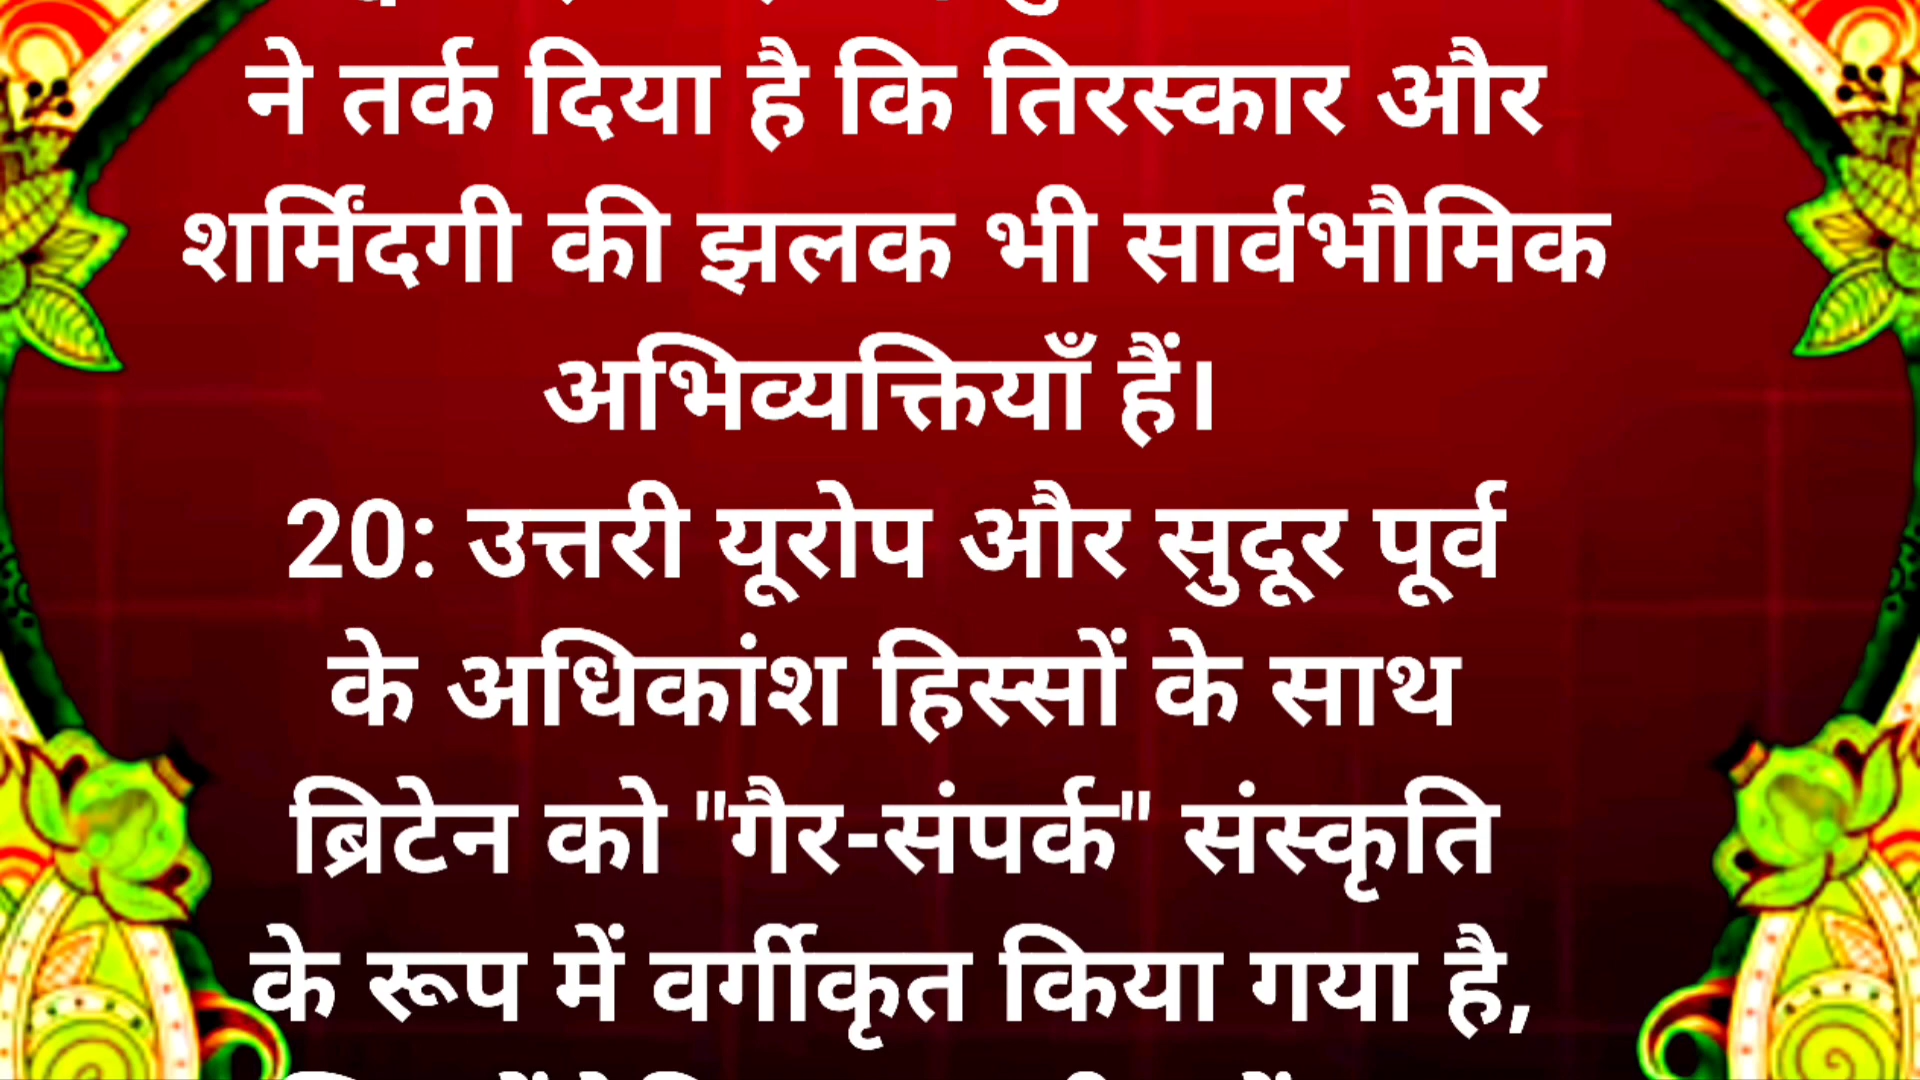 ने तर्क दिया है कि तिरस्कार और
शर्मिंदगी की झलक भी सार्वभौमिक
अभिव्यक्तियाँ हैं।
20: उत्तरी यूरोप और सुदूर पूर्व
के अधिकांश हिस्सों के साथ
ब्रिटेन को "गैर-संपर्क" संस्कृति
के रूप में वर्गीकृत किया गया है,